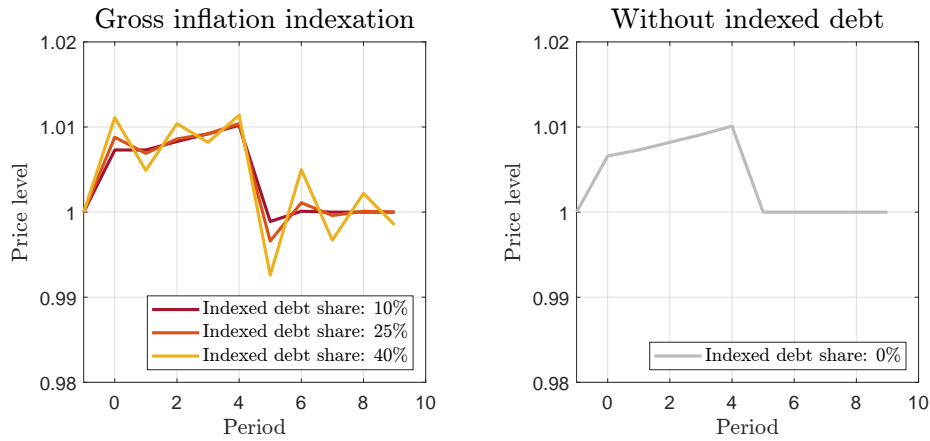 Gross inflation indexation
1.02
1.01
1
0.99
0.98
Price level
0
2
4
6
8
10
Period
Indexed debt share: 10%
Indexed debt share: 25%
Indexed debt share: 40%
Without indexed debt
1.02
1.01
1
0.99
0.98
Price level
0
2
4
6
8
10
Period
Indexed debt share: 0%